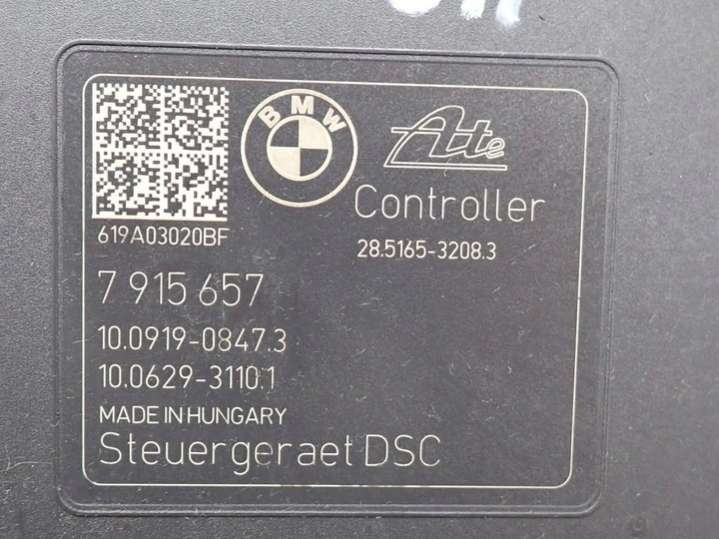 BMW
Ate
Controller
619A03020BF
28.5165-3208.3
7 915 657
10.0919-0847.3
10.0629-3110.1
MADE IN HUNGARY
Steuergeraet DSC